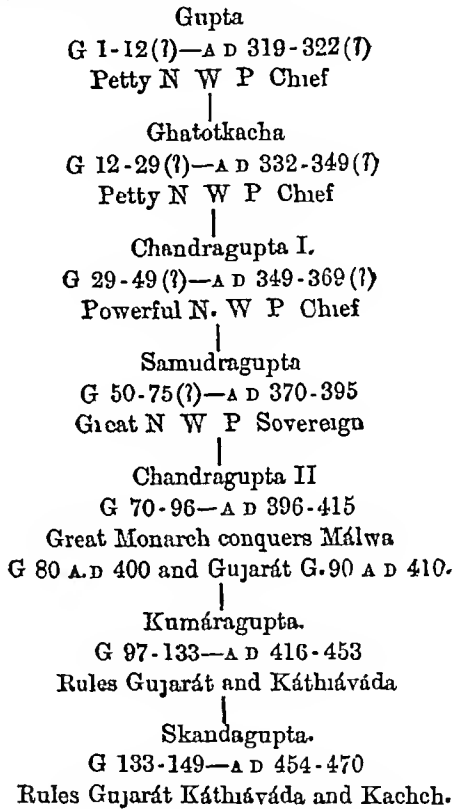 Gupta
G 1-12(?)—A D 319-322(?)
Petty N W P Chief
Ghatotkacha
G 12-29(?)—A D 332-349(?)
Petty N W P Chief
Chandragupta I.
G 29-49(?)—A D 349-369(?)
Powerful N. W P Chief
Samudragupta
G 50-75(?)—A D 370-395
Great N W P Sovereign
Chandragupta II
G 70-96—A D 396-415
Great Monarch conquers Málwa
G 80 A.D 400 and Gujarát G. 90 A D 410.
Kumáragupta.
G 97-133—A D 416-453
Rules Gujarát and Káthiáváda
Skandagupta.
G 133-149—A D 454-470
Rules Gujarát Káthiáváda and Kachch.